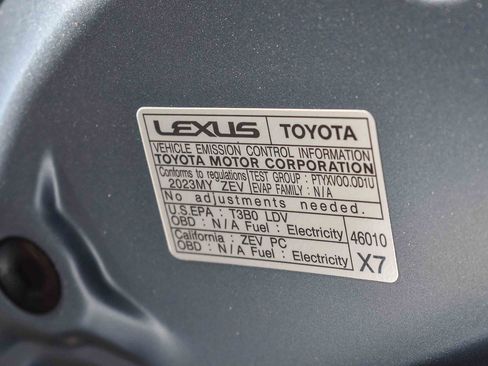 LEXUS TOYOTA
VEHICLE EMISSION CONTROL INFORMATION
TOYOTA MOTOR CORPORATION
Conforms to regulations TEST GROUP : PTYXV00.0D1U
2023MY ZEV EVAP FAMILY : N/A
No adjustments needed.
U.S.EPA : T3B0 LDV
OBD : N/A Fuel : Electricity 46010
California : ZEV PC
OBD : N/A Fuel : Electricity X7